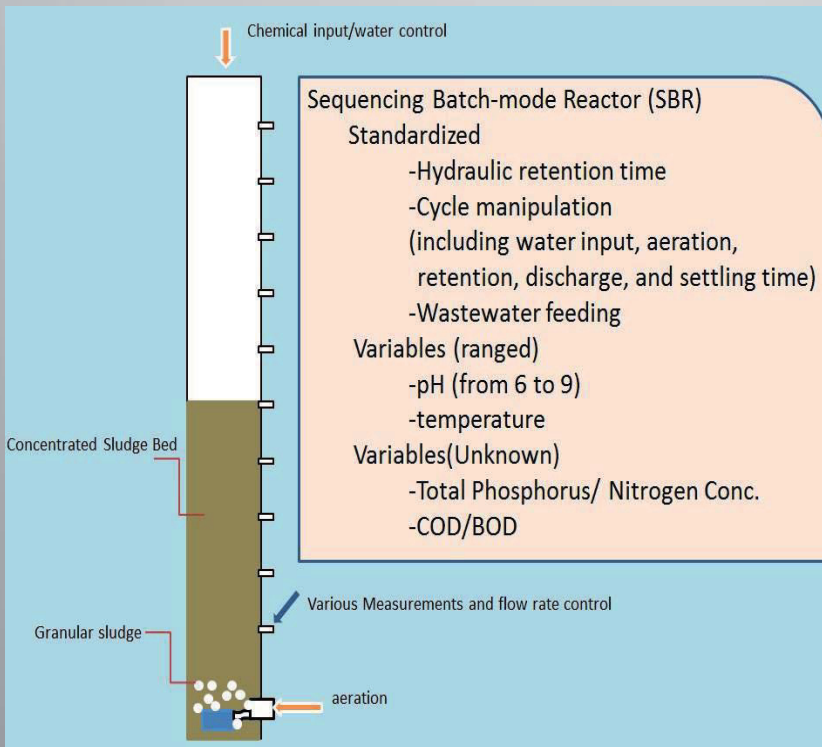 Chemical input/water control
Sequencing Batch-mode Reactor (SBR)
Standardized
-Hydraulic retention time
-Cycle manipulation
(including water input, aeration,
retention, discharge, and settling time)
-Wastewater feeding
Variables (ranged)
-pH (from 6 to 9)
-temperature
Variables(Unknown)
-Total Phosphorus/ Nitrogen Conc.
-COD/BOD
Concentrated Sludge Bed
Various Measurements and flow rate control
Granular sludge
aeration